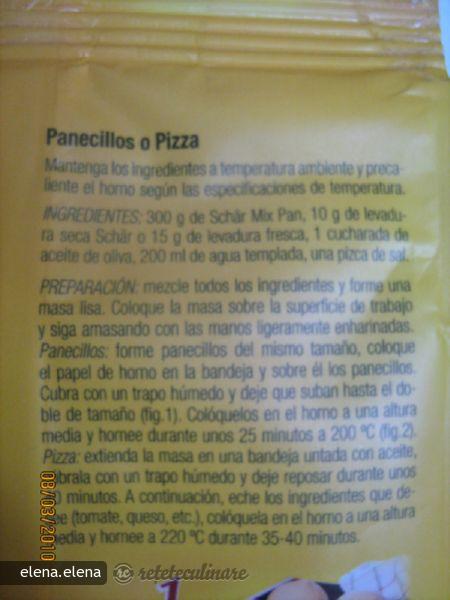 Panecillos o Pizza
Mantenga los ingredientes a temperatura ambiente y preca-
liente el horno según las especificaciones de temperatura.
INGREDIENTES: 300 g de Schär Mix Pan, 10 g de levadu-
ra seca Schär o 15 g de levadura fresca, 1 cucharada de
aceite de oliva, 200 ml de agua templada, una pizca de sal.
PREPARACIÓN: mezcle todos los ingredientes y forme una
masa lisa. Coloque la masa sobre la superficie de trabajo
y siga amasando con las manos ligeramente enharinadas.
Panecillos: forme panecillos del mismo tamaño, coloque
el papel de horno en la bandeja y sobre él los panecillos.
Cubra con un trapo húmedo y deje que suban hasta el do-
ble de tamaño (fig.1). Colóquelos en el horno a una altura
media y hornee durante unos 25 minutos a 200 ºC (fig.2).
Pizza: extienda la masa en una bandeja untada con aceite,
cúbrala con un trapo húmedo y deje reposar durante unos
0 minutos. A continuación, eche los ingredientes que de-
ee (tomate, queso, etc.), colóquela en el horno a una altura
media y hornee a 220 ºC durante 35-40 minutos.
08/03/2010
elena.elena
rc reteteculinare
1